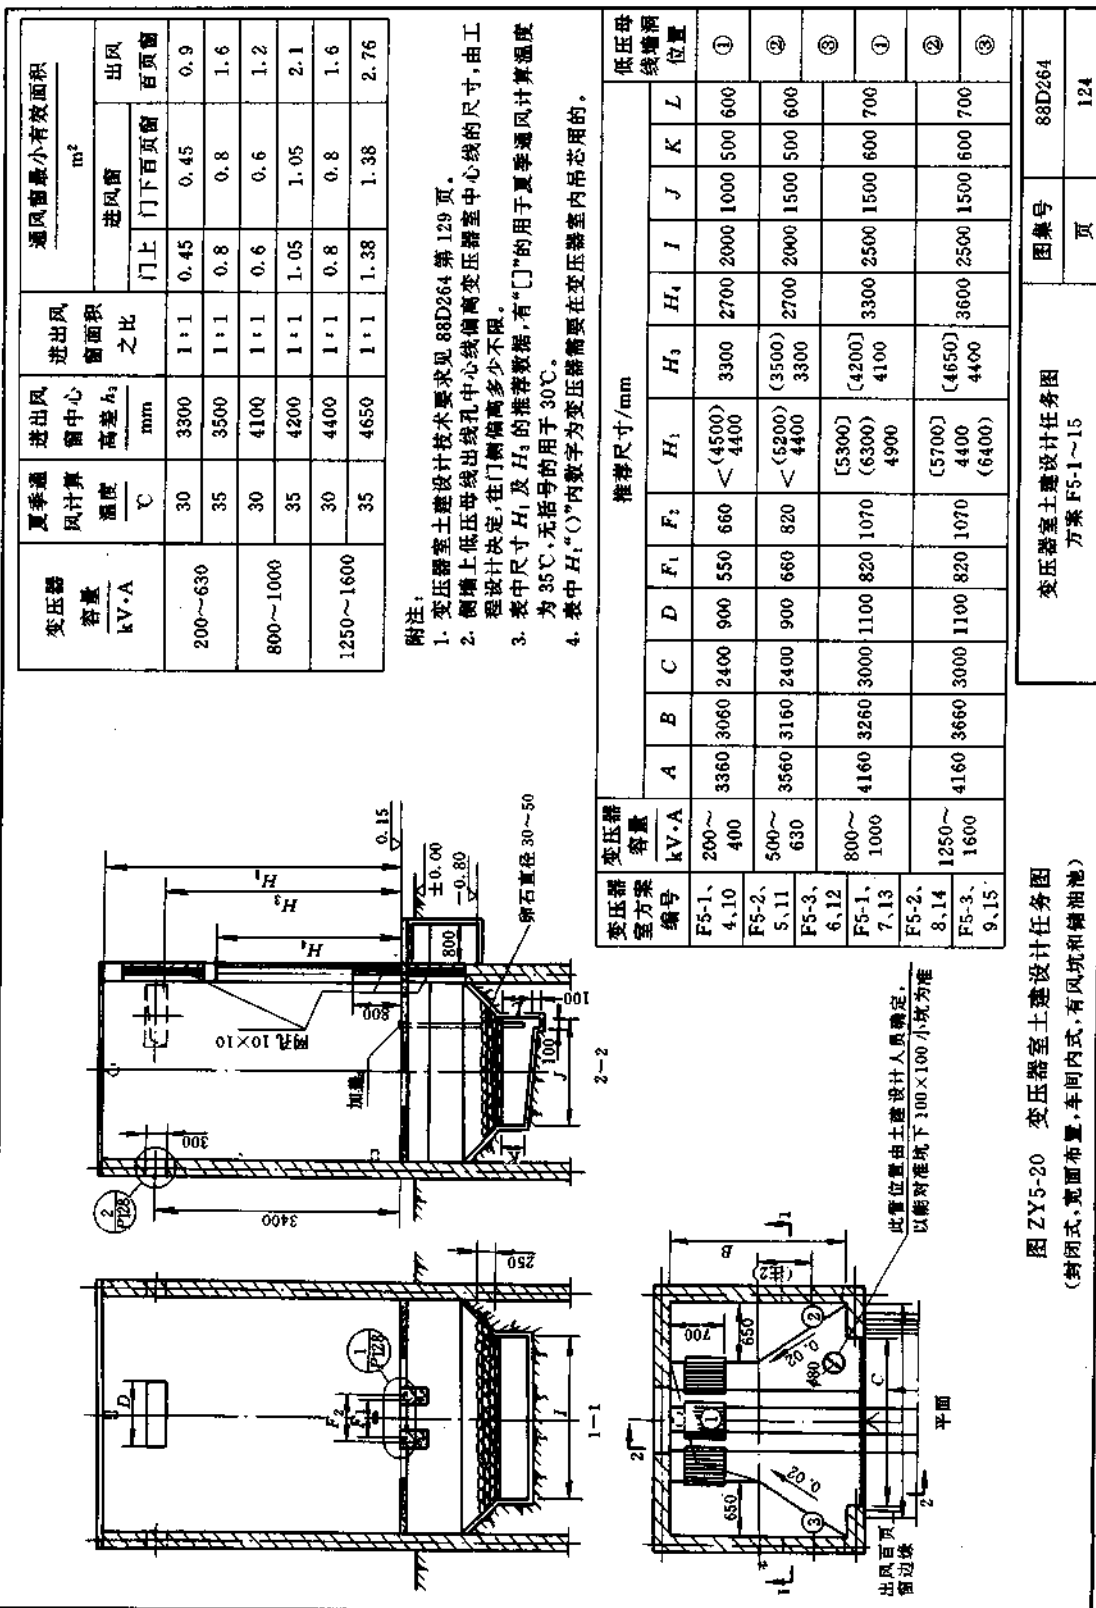 变压器 容量 kV·A | 夏季通风计算温度 ℃ | 进出风窗中心高差 h₃ mm | 进出风窗面积之比 | 通风窗最小有效面积 m²
进风窗 | 出风百页窗
门上 | 门下百页窗
200~630 | 30 | 3300 | 1:1 | 0.45 | 0.45 | 0.9
35 | 3500 | 1:1 | 0.8 | 0.8 | 1.6
800~1000 | 30 | 4100 | 1:1 | 0.6 | 0.6 | 1.2
35 | 4200 | 1:1 | 1.05 | 1.05 | 2.1
1250~1600 | 30 | 4400 | 1:1 | 0.8 | 0.8 | 1.6
35 | 4650 | 1:1 | 1.38 | 1.38 | 2.76
附注:
1. 变压器室土建设计技术要求见 88D264 第 129 页。
2. 侧墙上低压母线出线孔中心线偏离变压器室中心线的尺寸,由工
程设计决定,往门侧偏离多少不限。
3. 表中尺寸 H₁ 及 H₃ 的推荐数据,有“[]”的用于夏季通风计算温度
为 35℃,无括号的用于 30℃。
4. 表中 H₁“()”内数字为变压器需要在变压器室内吊芯用的。
D
F₂
F₁
1/P128
250
I
1-1
2/P128
300
3400
加盖
网孔 10×10
800
800
H₁
H₃
H₄
0.15
±0.00
-0.80
卵石直径 30~50
100
100
J
K
2-2
2
1
B
(注2)
700
650
650
0.02
0.02
φ80
C
①
②
③
出风百页
窗边缘
平面
此管位置由土建设计人员确定,
以能对准坑下 100×100 小坑为准
变压器室方案编号 | 变压器容量 kV·A | 推荐尺寸/mm | 低压母线墙洞位置
A | B | C | D | F₁ | F₂ | H₁ | H₃ | H₄ | I | J | K | L
F5-1、4、10 | 200~400 | 3360 | 3060 | 2400 | 900 | 550 | 660 | <(4500) 4400 | 3300 | 2700 | 2000 | 1000 | 500 | 600 | ①
F5-2、5、11 | 500~630 | 3560 | 3160 | 2400 | 900 | 660 | 820 | <(5200) 4400 | (3500) 3300 | 2700 | 2000 | 1500 | 500 | 600 | ②
F5-3、6、12 | ③
F5-1、7、13 | 800~1000 | 4160 | 3260 | 3000 | 1100 | 820 | 1070 | [5300] (6300) 4900 | [4200] 4100 | 3300 | 2500 | 1500 | 600 | 700 | ①
F5-2、8、14 | 1250~1600 | 4160 | 3660 | 3000 | 1100 | 820 | 1070 | [5700] 4400 (6400) | [4650] 4400 | 3600 | 2500 | 1500 | 600 | 700 | ②
F5-3、9、15 | ③
图 ZY5-20 变压器室土建设计任务图
(封闭式,宽面布置,车间内式,有风坑和储油池)
变压器室土建设计任务图
方案 F5-1~15
图集号 | 88D264
页 | 124